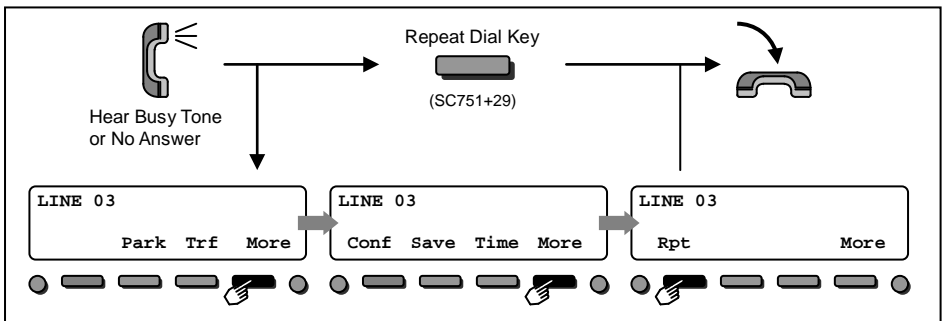 Repeat Dial Key
(SC751+29)
Hear Busy Tone
or No Answer
LINE 03
Park Trf More
LINE 03
Conf Save Time More
LINE 03
Rpt More